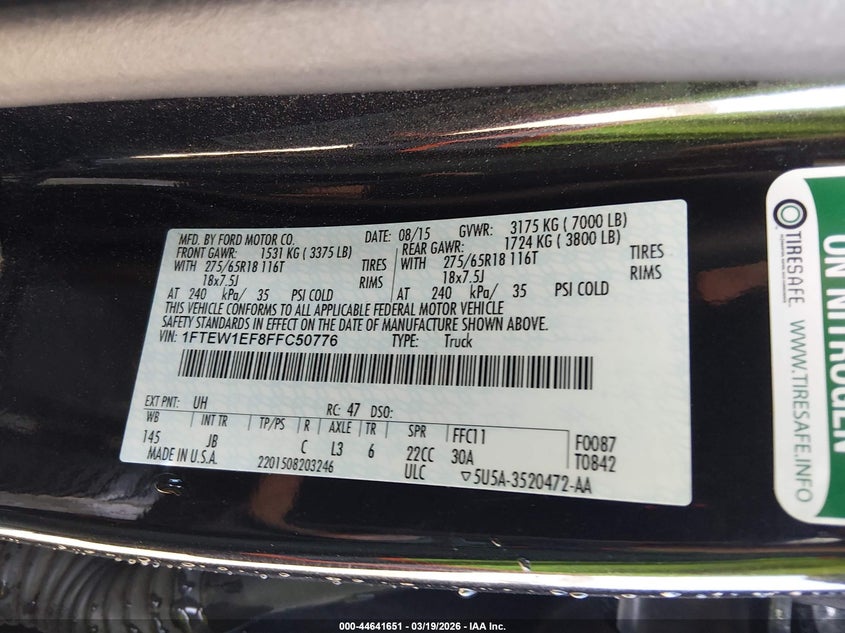 MFD. BY FORD MOTOR CO. DATE: 08/15 GVWR: 3175 KG ( 7000 LB)
FRONT GAWR: 1531 KG ( 3375 LB) REAR GAWR: 1724 KG ( 3800 LB)
WITH 275/65R18 116T TIRES WITH 275/65R18 116T TIRES
18x7.5J RIMS 18x7.5J RIMS
AT 240 kPa/ 35 PSI COLD AT 240 kPa/ 35 PSI COLD
THIS VEHICLE CONFORMS TO ALL APPLICABLE FEDERAL MOTOR VEHICLE
SAFETY STANDARDS IN EFFECT ON THE DATE OF MANUFACTURE SHOWN ABOVE.
VIN: 1FTEW1EF8FFC50776 TYPE: Truck
EXT PNT: UH RC: 47 DSO:
WB INT TR TP/PS R AXLE TR SPR FFC11 F0087
145 JB C L3 6 22CC 30A T0842
MADE IN U.S.A. 2201508203246 ULC ▽5U5A-3520472-AA
TIRESAFE.
WWW.TIRESAFE.INFO
ON NITROGEN
000-44641651 - 03/19/2026 - IAA Inc.